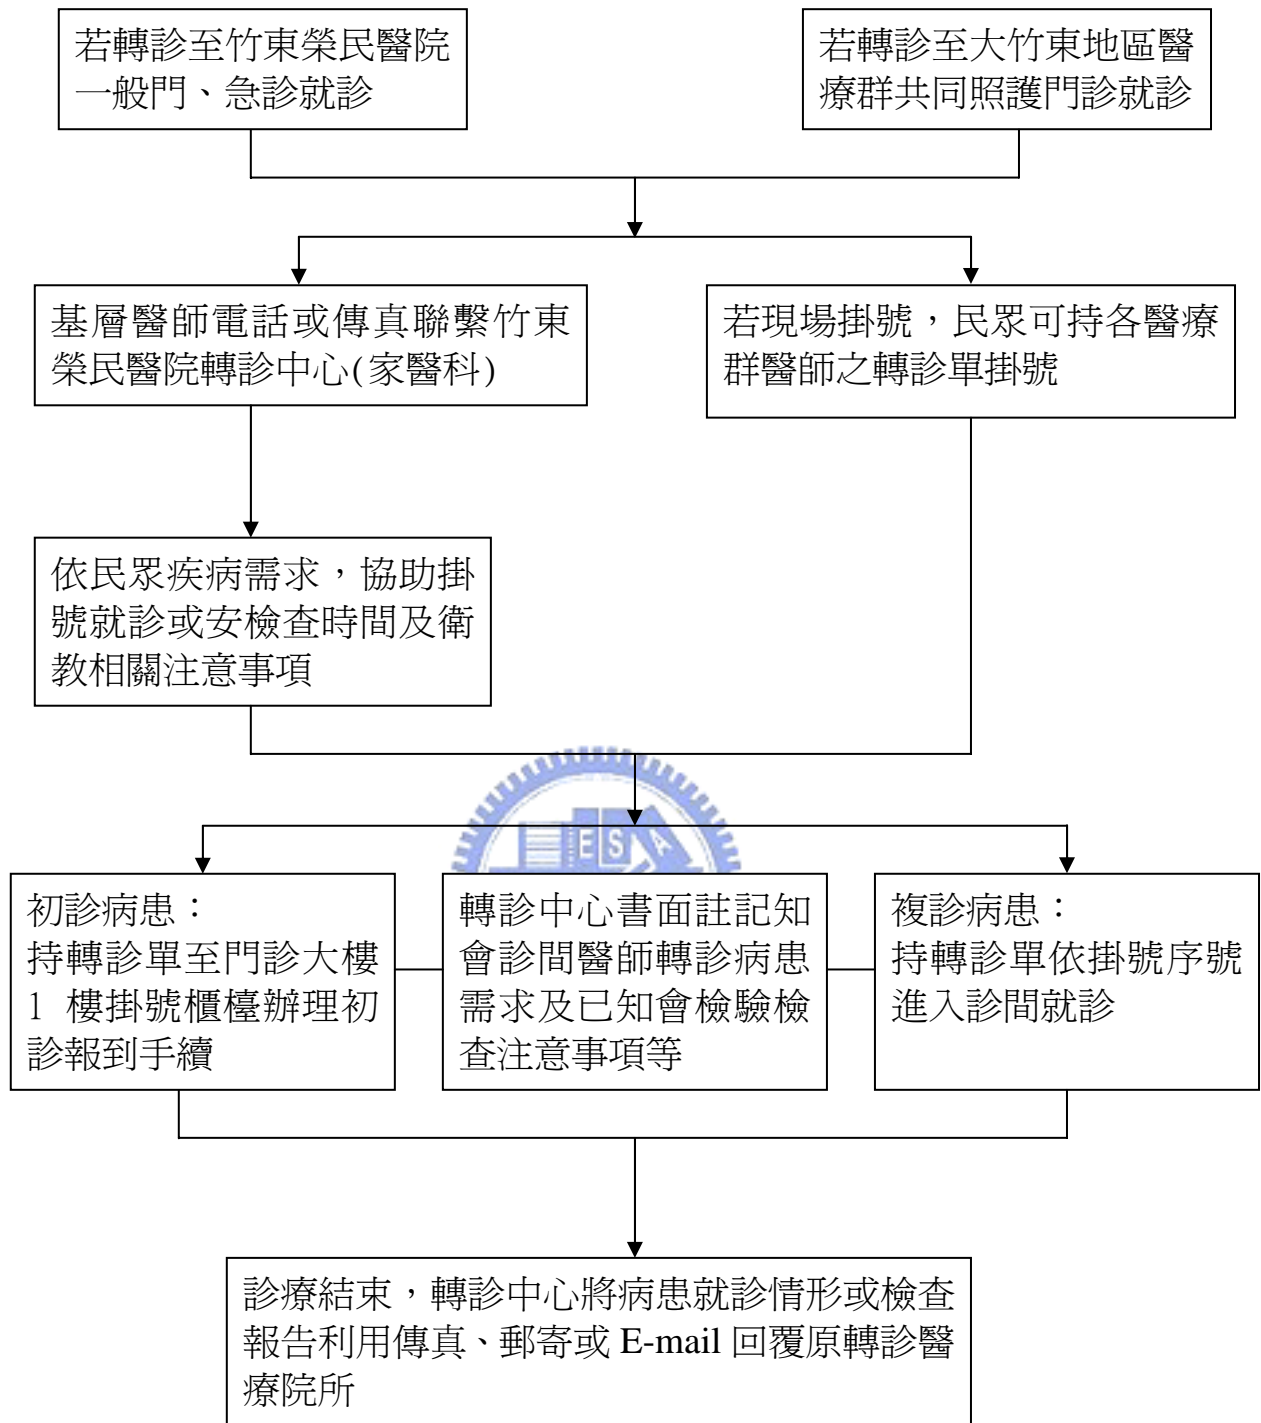 若轉診至竹東榮民醫院
一般門、急診就診
若轉診至大竹東地區醫
療群共同照護門診就診
基層醫師電話或傳真聯繫竹東
榮民醫院轉診中心(家醫科)
若現場掛號，民眾可持各醫療
群醫師之轉診單掛號
依民眾疾病需求，協助掛
號就診或安檢查時間及衛
教相關注意事項
E S A
初診病患：
持轉診單至門診大樓
1 樓掛號櫃檯辦理初
診報到手續
轉診中心書面註記知
會診間醫師轉診病患
需求及已知會檢驗檢
查注意事項等
複診病患：
持轉診單依掛號序號
進入診間就診
診療結束，轉診中心將病患就診情形或檢查
報告利用傳真、郵寄或 E-mail 回覆原轉診醫
療院所